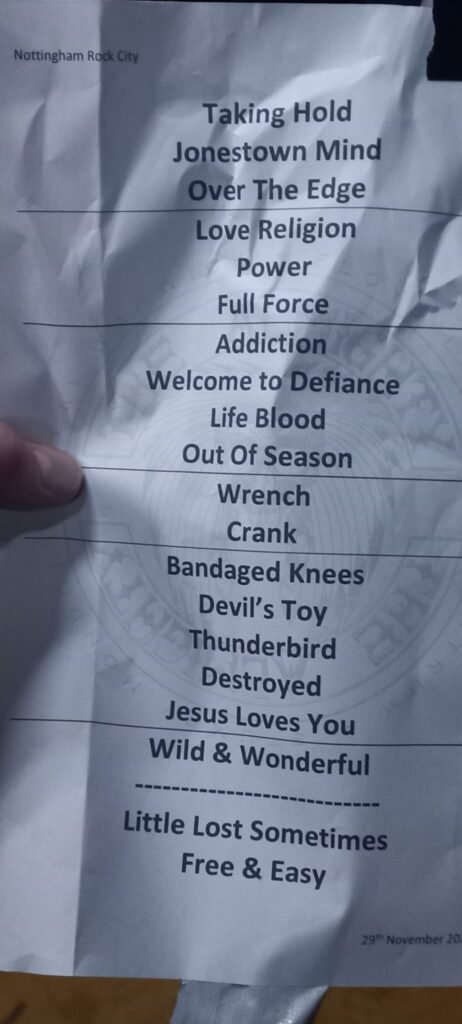 Nottingham Rock City
Taking Hold
Jonestown Mind
Over The Edge
Love Religion
Power
Full Force
Addiction
Welcome to Defiance
Life Blood
Out Of Season
Wrench
Crank
Bandaged Knees
Devil's Toy
Thunderbird
Destroyed
Jesus Loves You
Wild & Wonderful
--------------------------
Little Lost Sometimes
Free & Easy
29th November